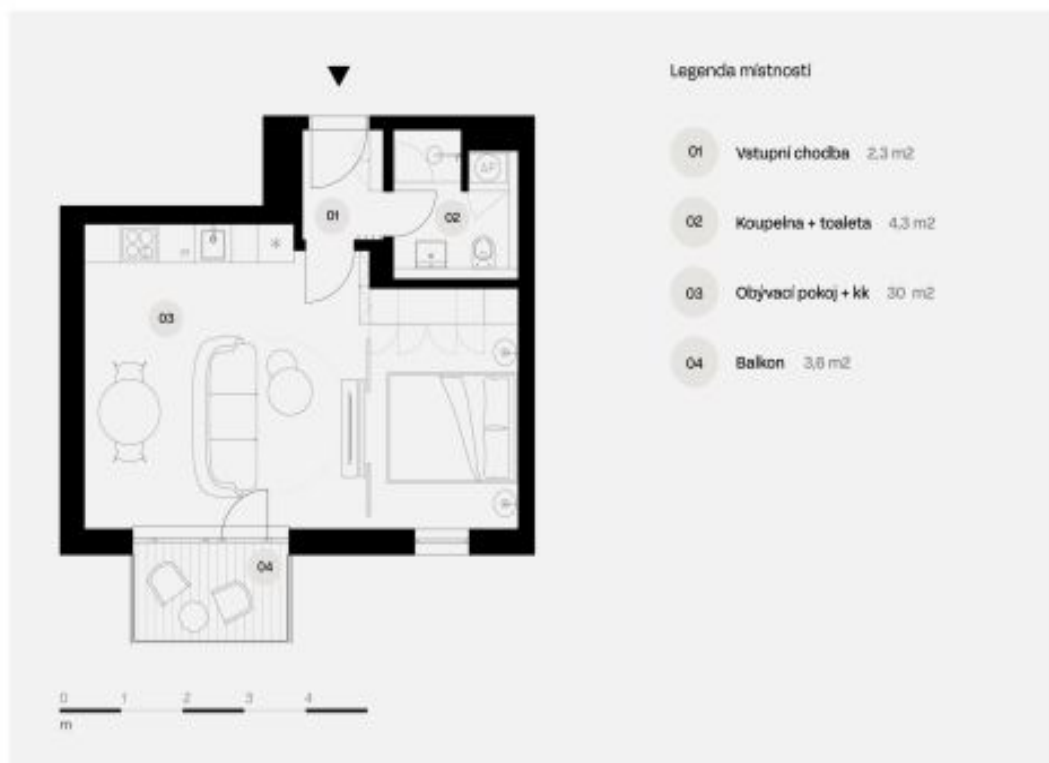 Legenda místností
01 Vstupní chodba 2,3 m2
02 Koupelna + toaleta 4,3 m2
03 Obývací pokoj + kk 30 m2
04 Balkon 3,6 m2
01
02
AP
03
04
0 1 2 3 4
m